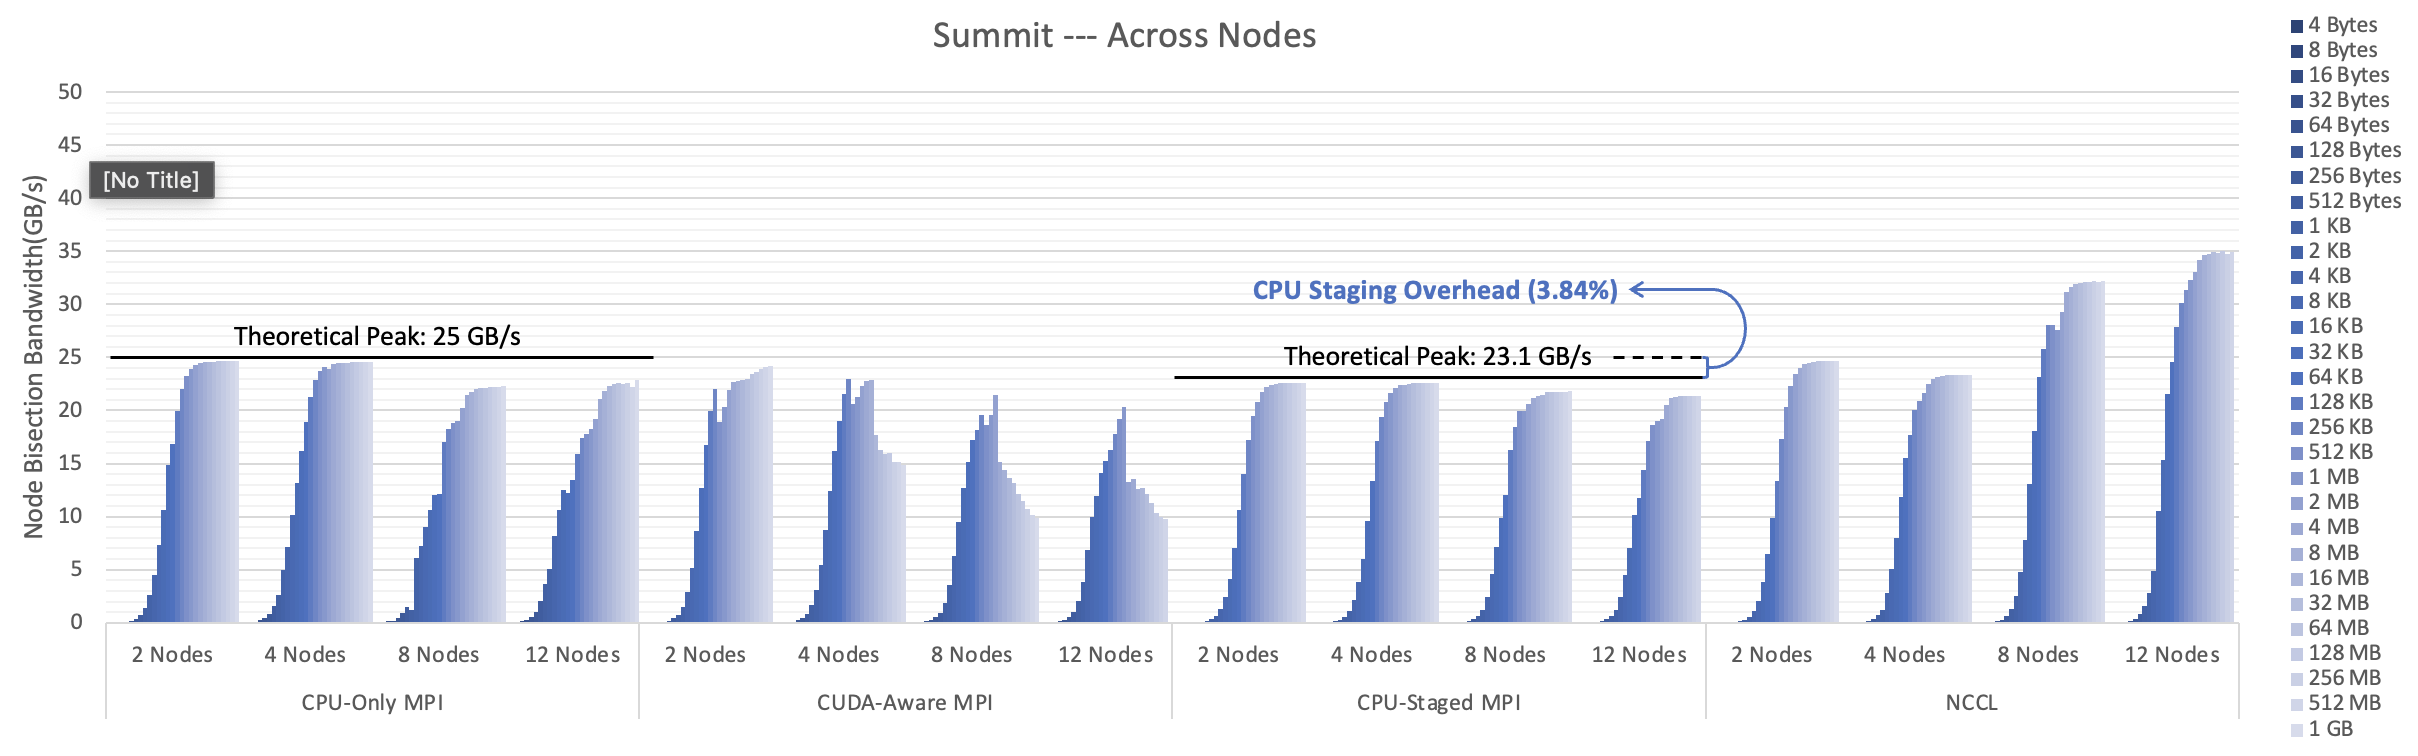 Summit --- Across Nodes
Node Bisection Bandwidth(GB/s)
50
45
40
35
30
25
20
15
10
5
0
[No Title]
Theoretical Peak: 25 GB/s
CPU Staging Overhead (3.84%)
Theoretical Peak: 23.1 GB/s
2 Nodes 4 Nodes 8 Nodes 12 Nodes 2 Nodes 4 Nodes 8 Nodes 12 Nodes 2 Nodes 4 Nodes 8 Nodes 12 Nodes 2 Nodes 4 Nodes 8 Nodes 12 Nodes
CPU-Only MPI CUDA-Aware MPI CPU-Staged MPI NCCL
4 Bytes
8 Bytes
16 Bytes
32 Bytes
64 Bytes
128 Bytes
256 Bytes
512 Bytes
1 KB
2 KB
4 KB
8 KB
16 KB
32 KB
64 KB
128 KB
256 KB
512 KB
1 MB
2 MB
4 MB
8 MB
16 MB
32 MB
64 MB
128 MB
256 MB
512 MB
1 GB